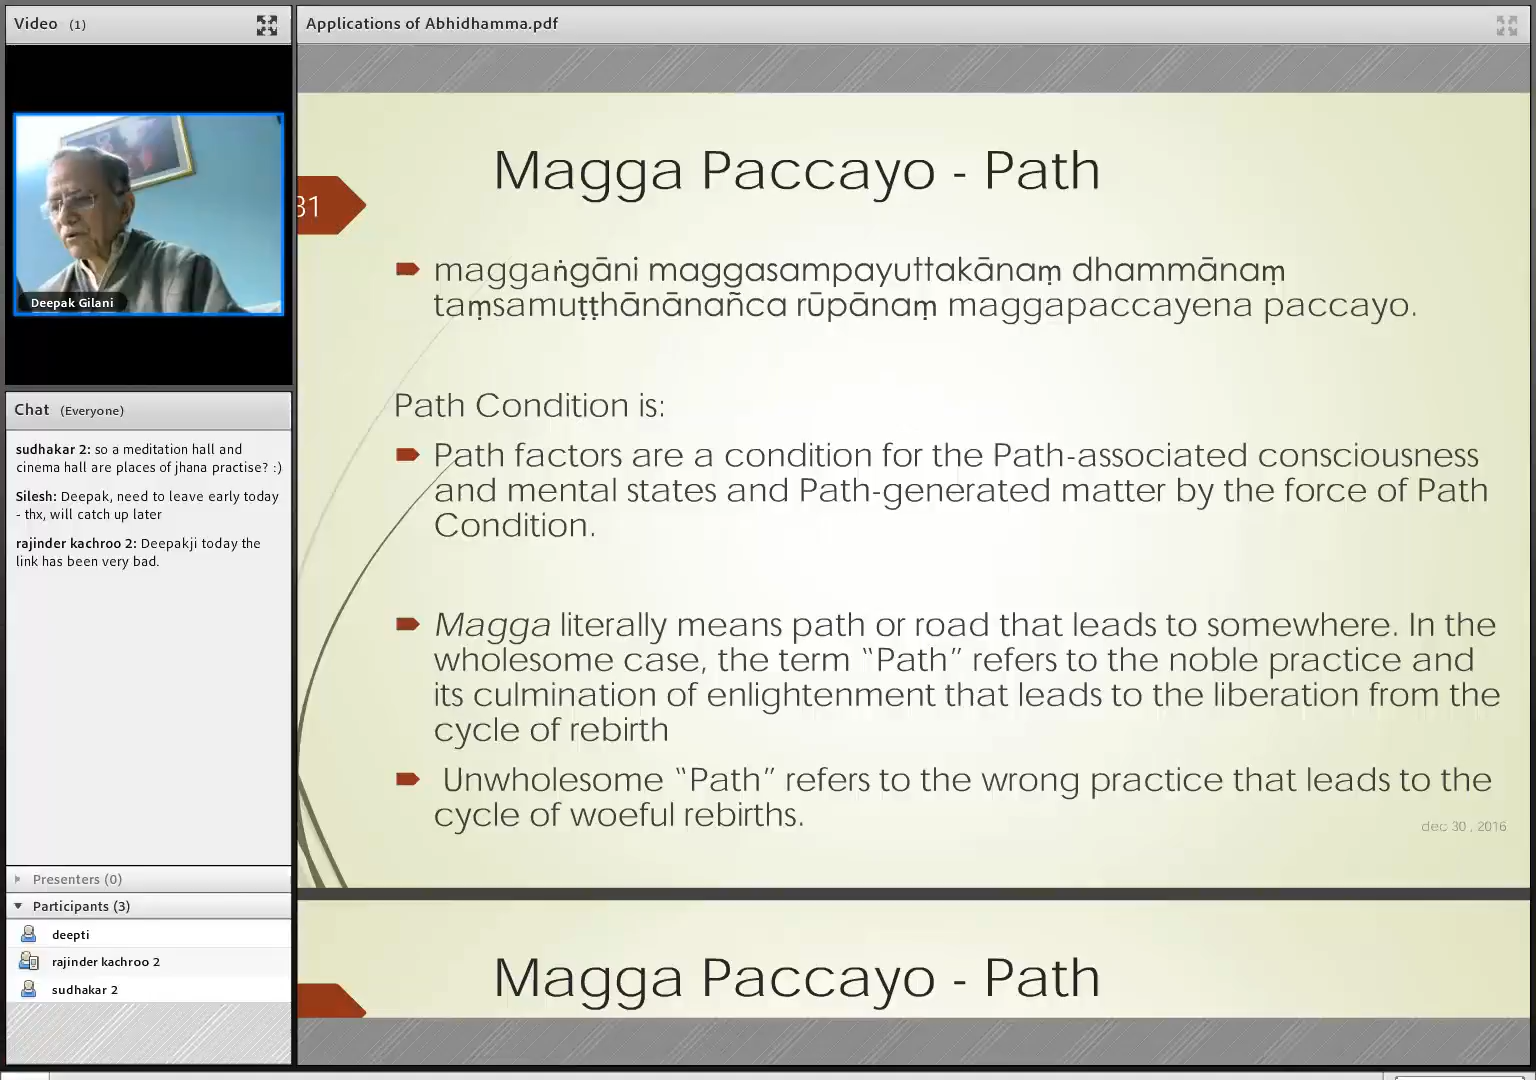 Video (1)
Deepak Gilani
Chat (Everyone)
sudhakar 2: so a meditation hall and
cinema hall are places of jhana practise? :)
Silesh: Deepak, need to leave early today
- thx, will catch up later
rajinder kachroo 2: Deepakji today the
link has been very bad.
Presenters (0)
Participants (3)
deepti
rajinder kachroo 2
sudhakar 2
Applications of Abhidhamma.pdf
Magga Paccayo - Path
31
maggaṅgāni maggasampayuttakānaṃ dhammānaṃ
taṃsamuṭṭhānānañca rūpānaṃ maggapaccayena paccayo.
Path Condition is:
Path factors are a condition for the Path-associated consciousness
and mental states and Path-generated matter by the force of Path
Condition.
Magga literally means path or road that leads to somewhere. In the
wholesome case, the term “Path” refers to the noble practice and
its culmination of enlightenment that leads to the liberation from the
cycle of rebirth
Unwholesome “Path” refers to the wrong practice that leads to the
cycle of woeful rebirths.
dec 30 , 2016
Magga Paccayo - Path